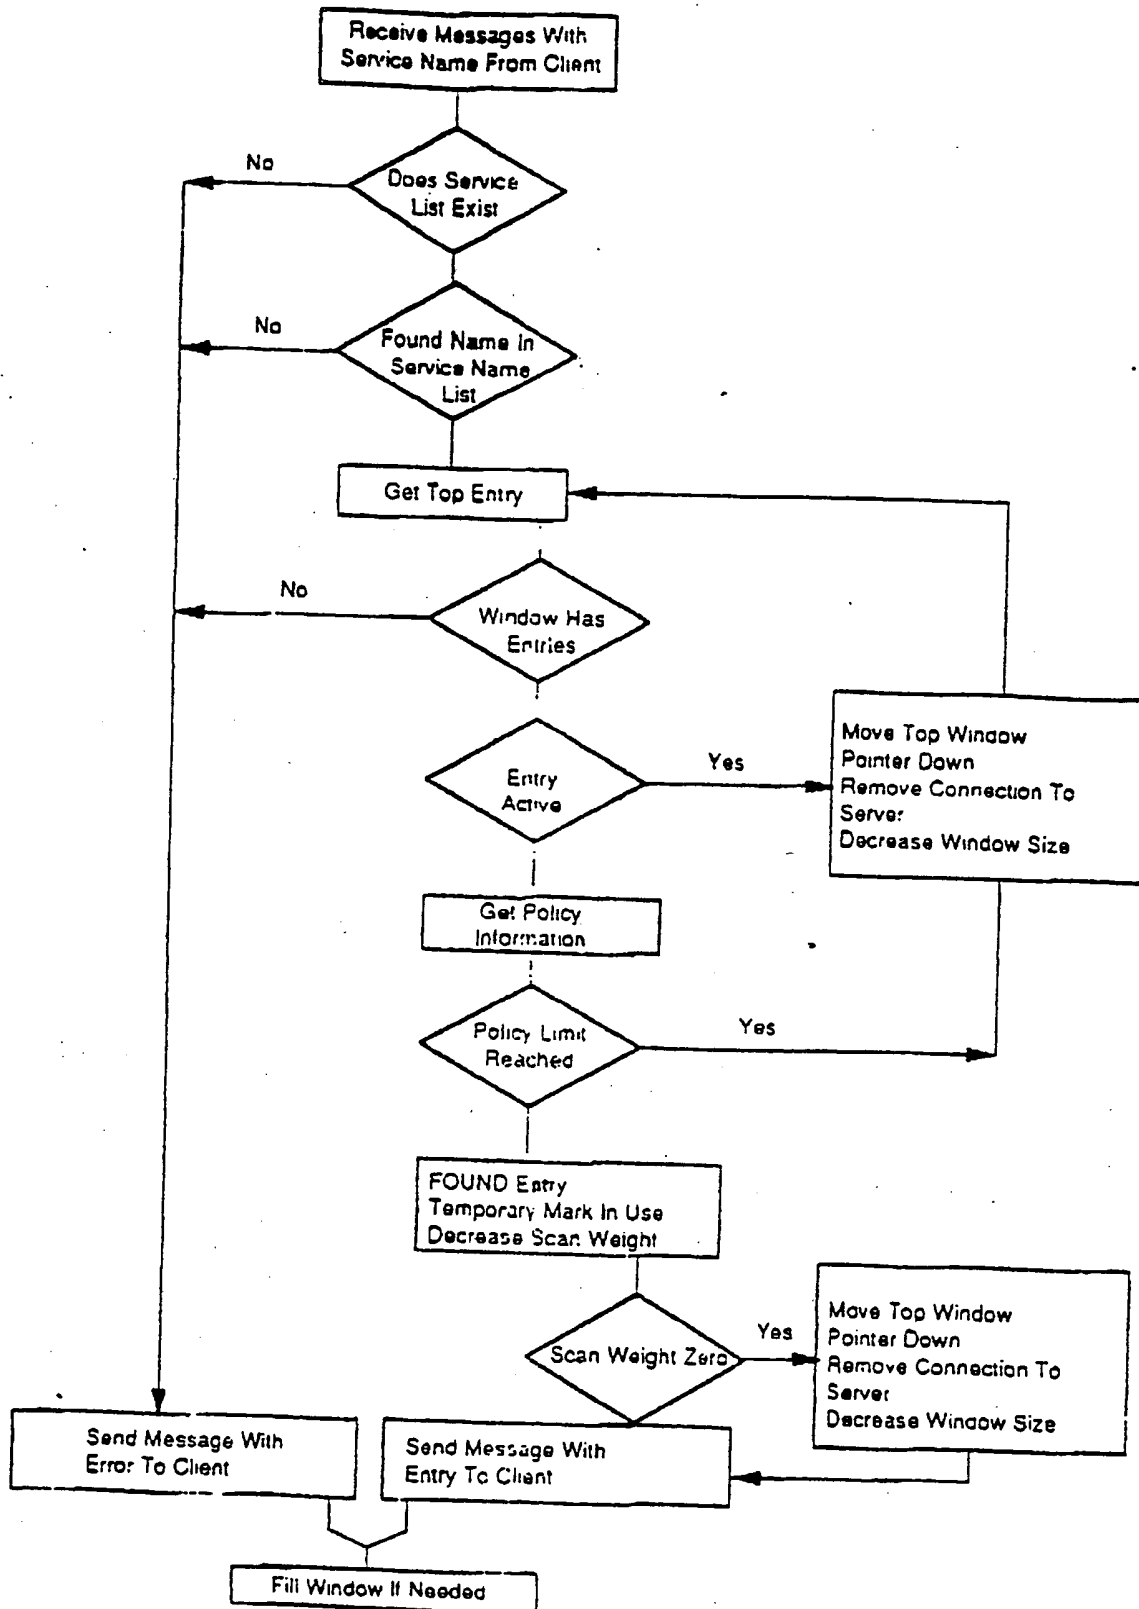 Receive Messages With
Service Name From Client
No
Does Service
List Exist
No
Found Name In
Service Name
List
Get Top Entry
No
Window Has
Entries
Move Top Window
Pointer Down
Remove Connection To
Server
Decrease Window Size
Yes
Entry
Active
Get Policy
Information
Policy Limit
Reached
Yes
FOUND Entry
Temporary Mark In Use
Decrease Scan Weight
Scan Weight Zero
Yes
Move Top Window
Pointer Down
Remove Connection To
Server
Decrease Window Size
Send Message With
Error To Client
Send Message With
Entry To Client
Fill Window If Needed